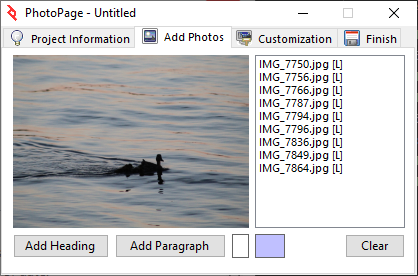 PhotoPage - Untitled
Project Information
Add Photos
Customization
Finish
IMG_7750.jpg [L]
IMG_7756.jpg [L]
IMG_7766.jpg [L]
IMG_7787.jpg [L]
IMG_7794.jpg [L]
IMG_7796.jpg [L]
IMG_7836.jpg [L]
IMG_7849.jpg [L]
IMG_7864.jpg [L]
Add Heading
Add Paragraph
Clear